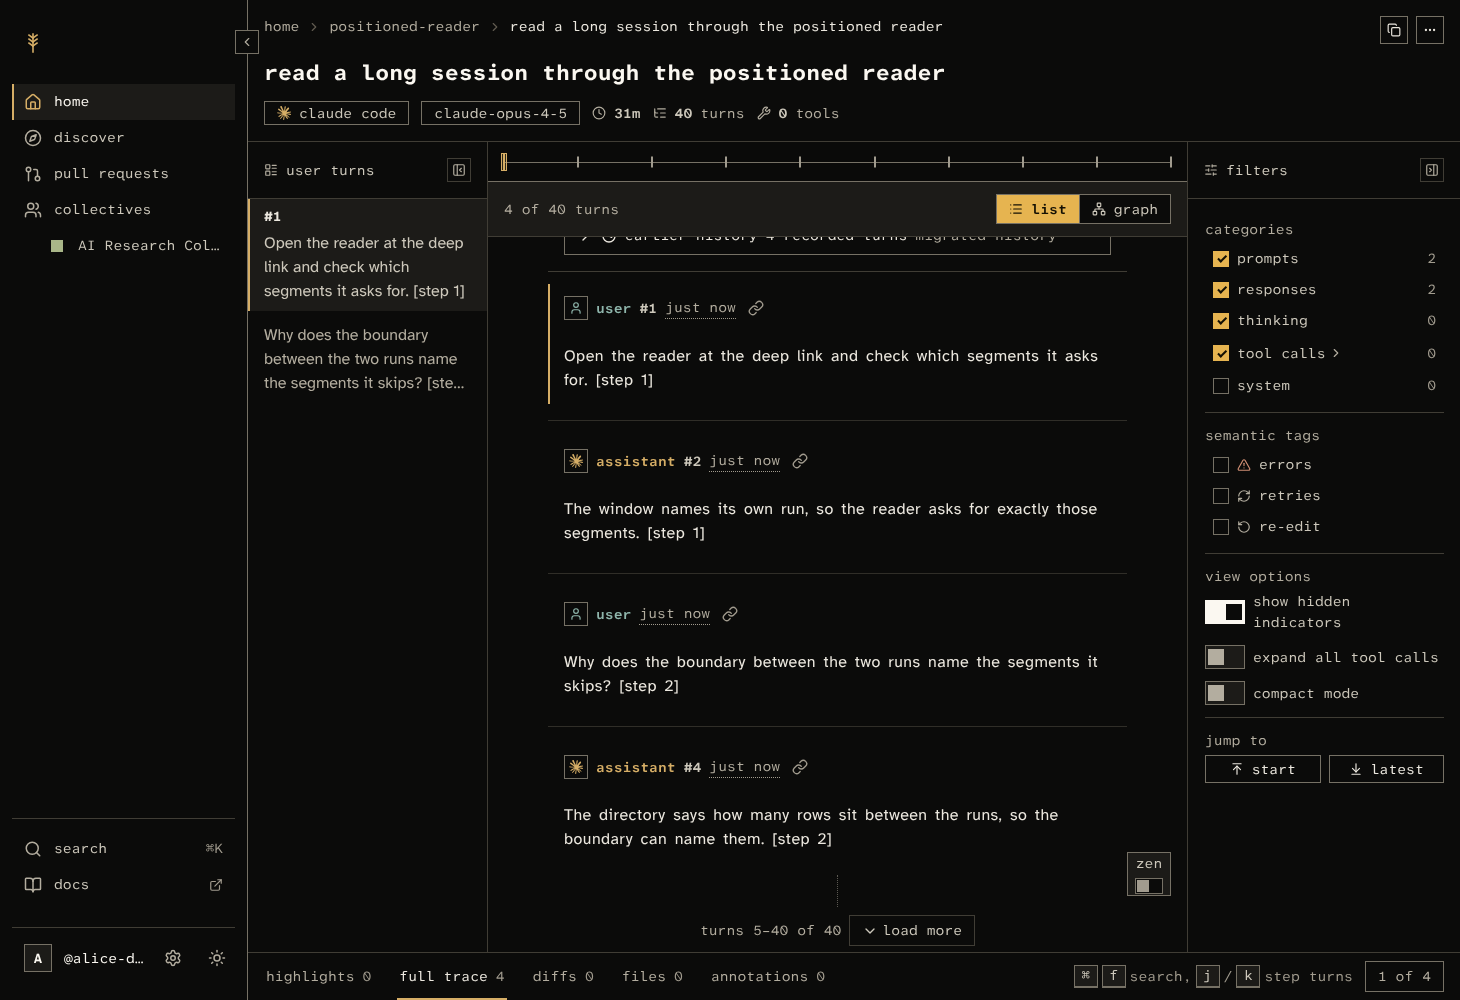 home > positioned-reader > read a long session through the positioned reader
read a long session through the positioned reader
claude code claude-opus-4-5 31m 40 turns 0 tools
home
discover
pull requests
collectives
AI Research Col…
search ⌘K
docs
A @alice-d…
user turns
#1
Open the reader at the deep
link and check which
segments it asks for. [step 1]
Why does the boundary
between the two runs name
the segments it skips? [ste…
4 of 40 turns list graph
earlier history 4 recorded turns migrated history
user #1 just now
Open the reader at the deep link and check which segments it asks
for. [step 1]
assistant #2 just now
The window names its own run, so the reader asks for exactly those
segments. [step 1]
user just now
Why does the boundary between the two runs name the segments it
skips? [step 2]
assistant #4 just now
The directory says how many rows sit between the runs, so the
boundary can name them. [step 2]
zen
turns 5–40 of 40 load more
filters
categories
prompts 2
responses 2
thinking 0
tool calls > 0
system 0
semantic tags
errors
retries
re-edit
view options
show hidden
indicators
expand all tool calls
compact mode
jump to
start latest
highlights 0 full trace 4 diffs 0 files 0 annotations 0
⌘ f search, j / k step turns 1 of 4